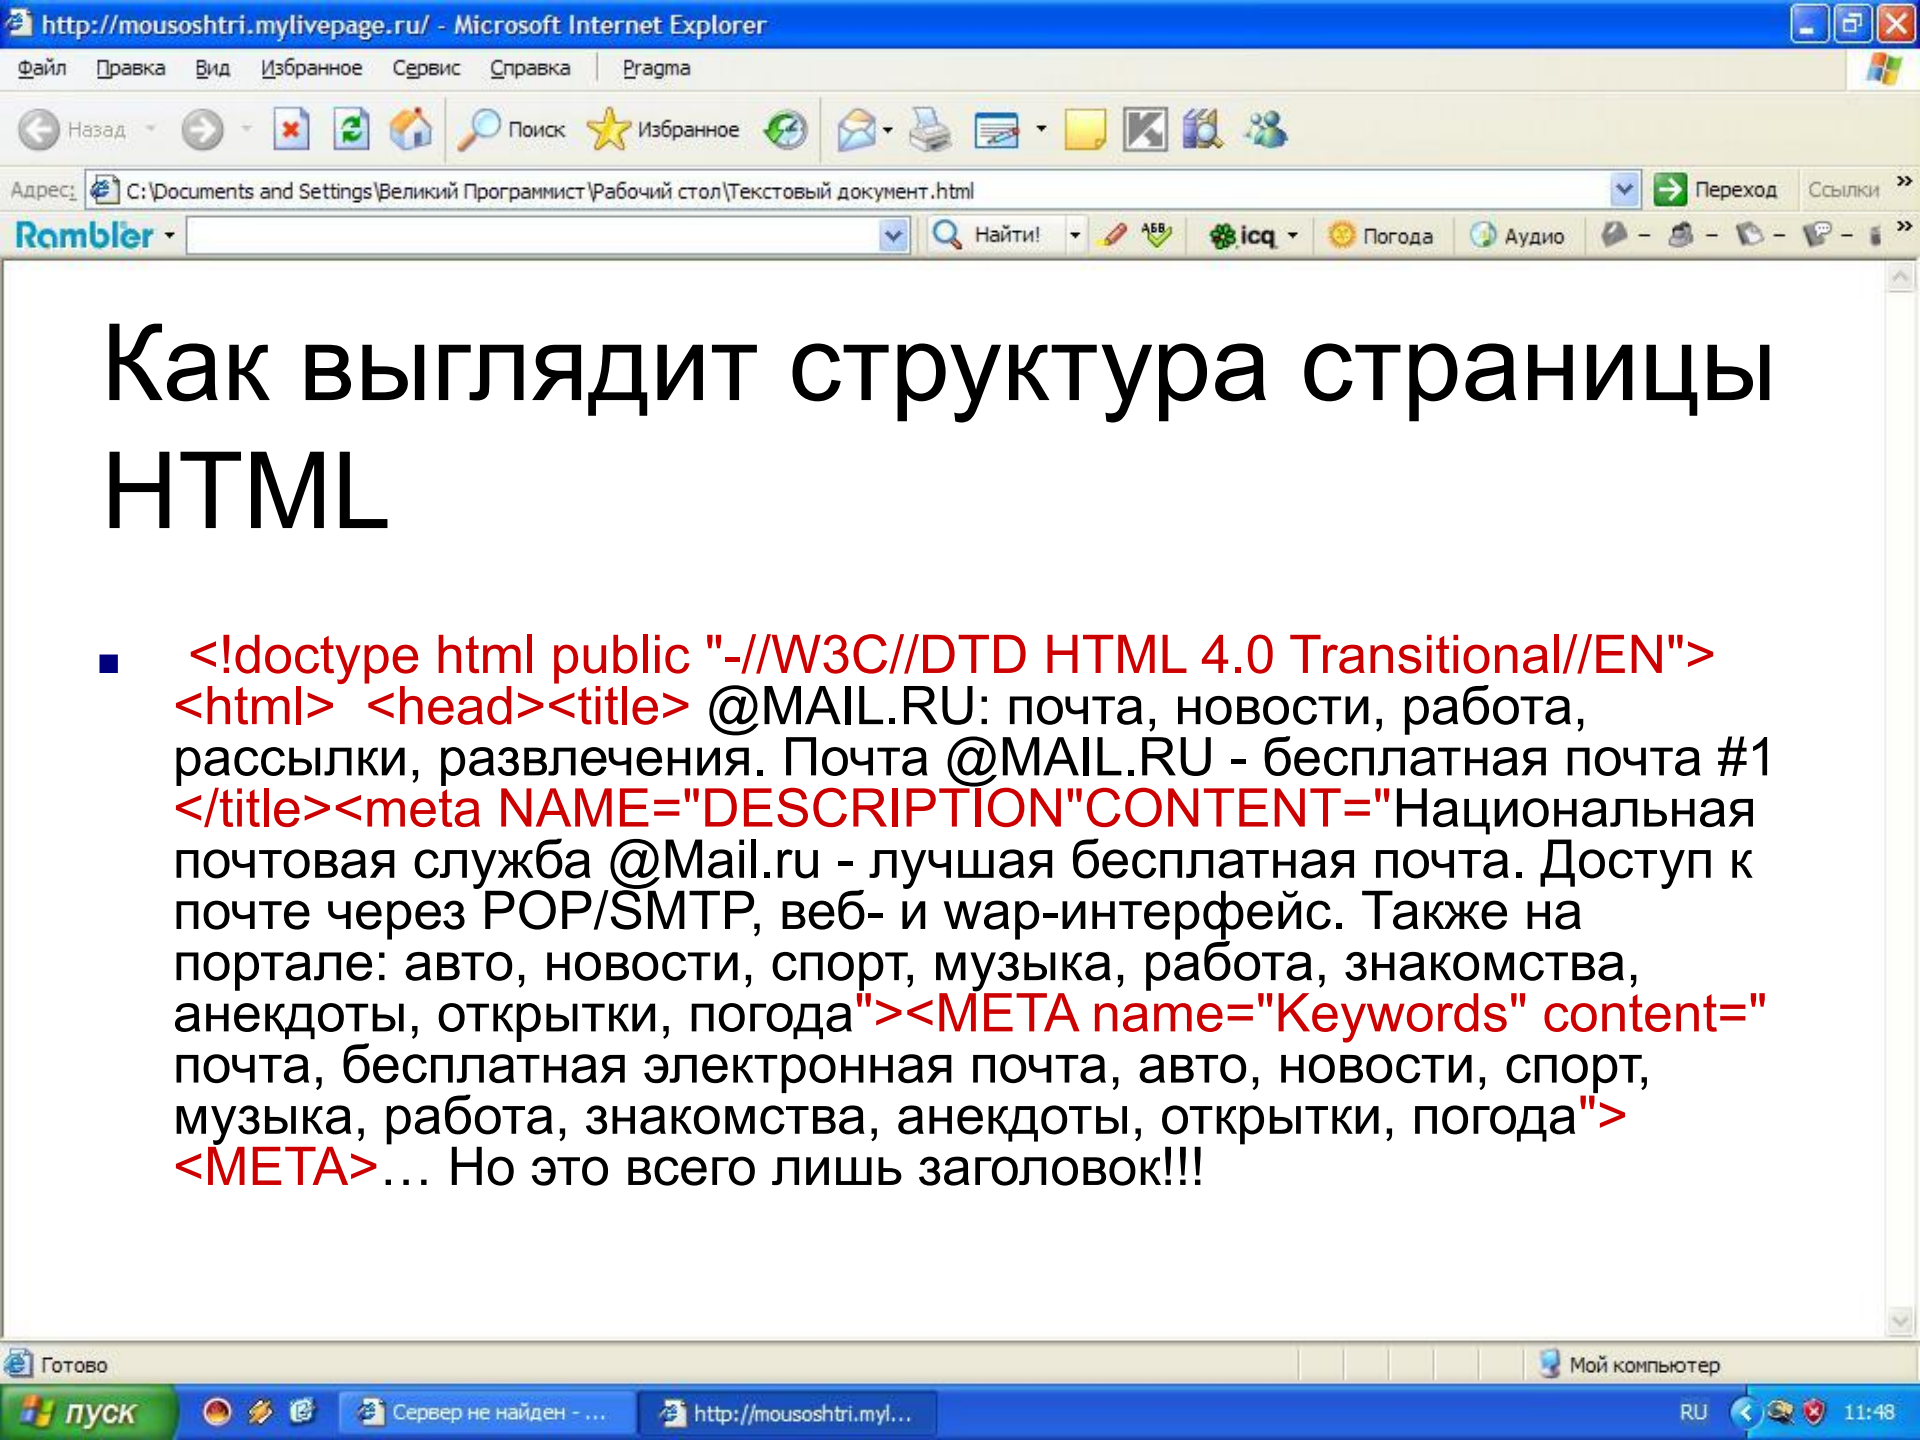 http://mousoshtri.mylivepage.ru/ - Microsoft Internet Explorer
Файл Правка Вид Избранное Сервис Справка Pragma
Назад Поиск Избранное
Адрес: C:\Documents and Settings\Великий Программист\Рабочий стол\Текстовый документ.html Переход Ссылки »
Rambler Найти! АБВ icq Погода Аудио »
Как выглядит структура страницы
HTML
■ <!doctype html public "-//W3C//DTD HTML 4.0 Transitional//EN">
<html> <head><title> @MAIL.RU: почта, новости, работа,
рассылки, развлечения. Почта @MAIL.RU - бесплатная почта #1
</title><meta NAME="DESCRIPTION"CONTENT="Национальная
почтовая служба @Mail.ru - лучшая бесплатная почта. Доступ к
почте через POP/SMTP, веб- и wap-интерфейс. Также на
портале: авто, новости, спорт, музыка, работа, знакомства,
анекдоты, открытки, погода"><META name="Keywords" content="
почта, бесплатная электронная почта, авто, новости, спорт,
музыка, работа, знакомства, анекдоты, открытки, погода">
<META>… Но это всего лишь заголовок!!!
Готово Мой компьютер
пуск Сервер не найден - ... http://mousoshtri.myl... RU 11:48